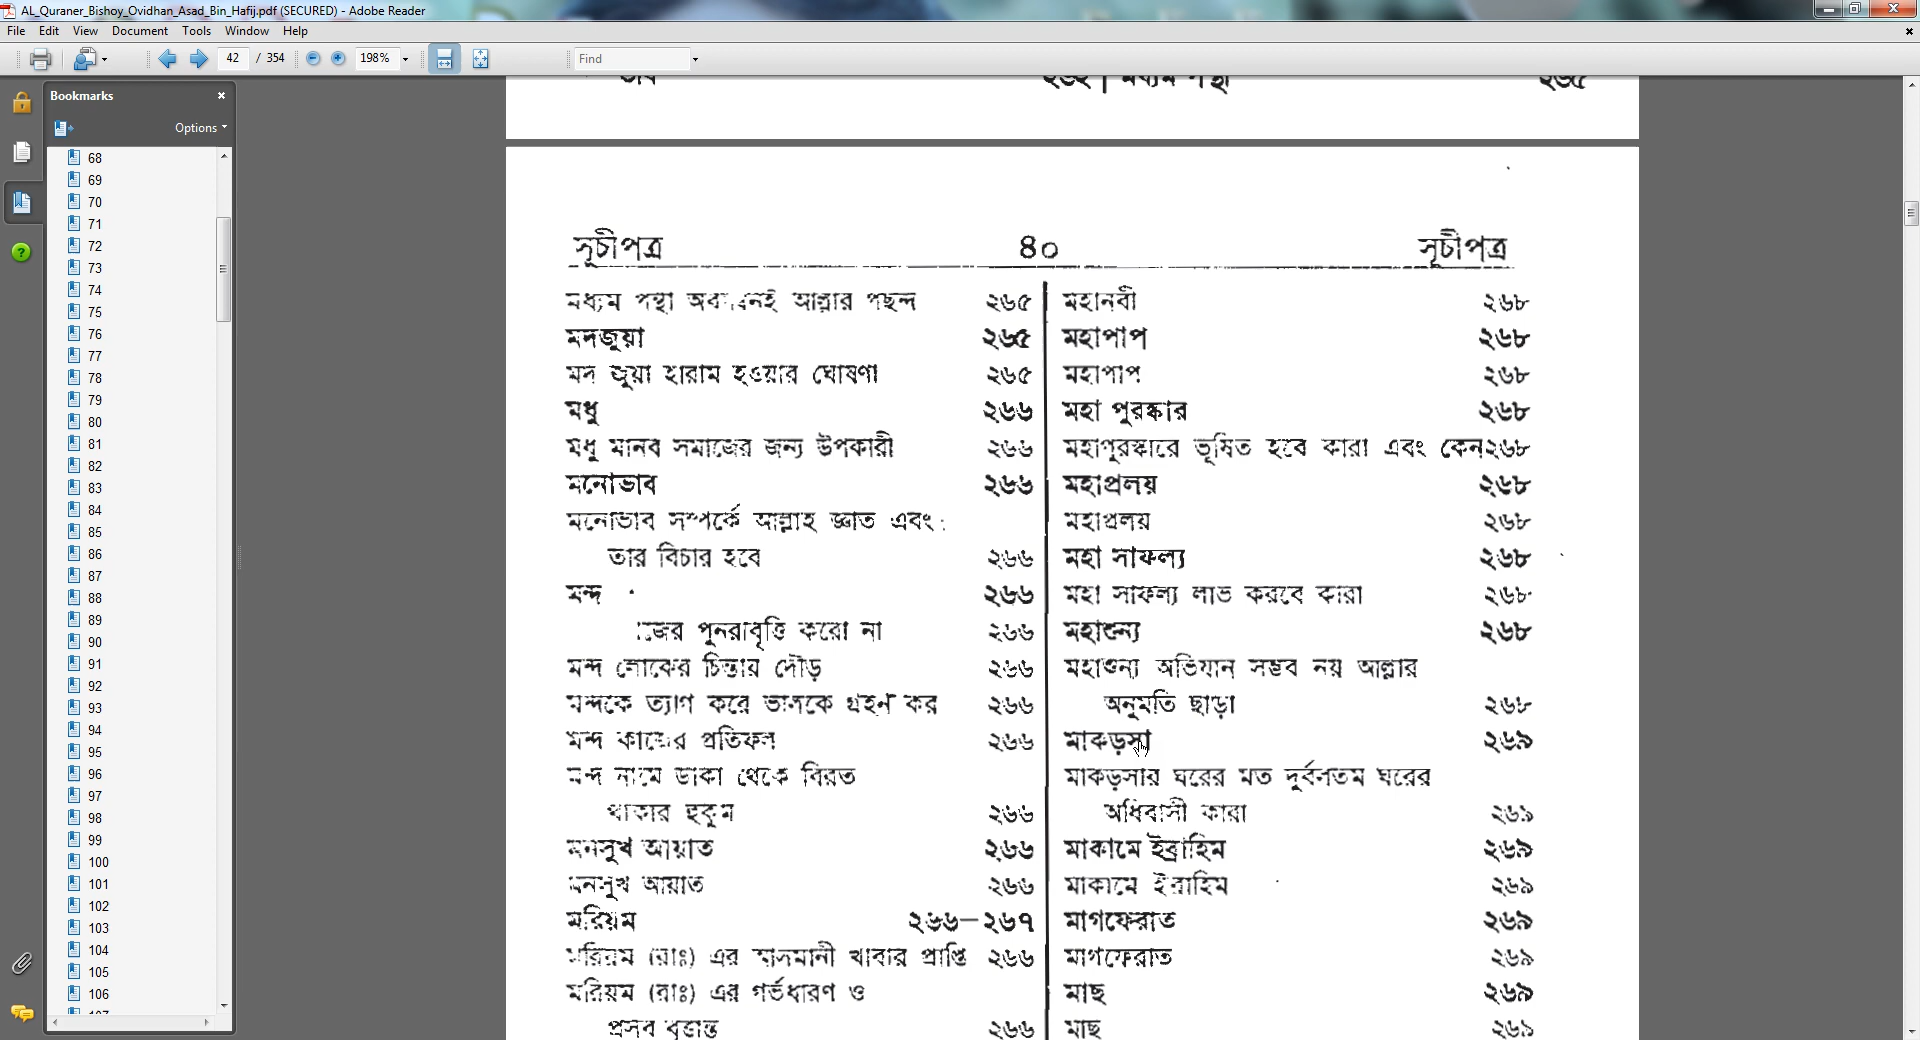 AL_Quraner_Bishoy_Ovidhan_Asad_Bin_Hafij.pdf (SECURED) - Adobe Reader
File Edit View Document Tools Window Help
42 / 354 198% Find
Bookmarks
Options
68
69
70
71
72
73
74
75
76
77
78
79
80
81
82
83
84
85
86
87
88
89
90
91
92
93
94
95
96
97
98
99
100
101
102
103
104
105
106
107
২৬২ মধ্যম পন্থা ২৬৫
সূচীপত্র ৪০ সূচীপত্র
মধ্যম পন্থা আল্লার পছন্দ ২৬৫
মদজুয়া ২৬৫
মদ জুয়া হারাম হওয়ার ঘোষণা ২৬৫
মধু ২৬৬
মধু মানব সমাজের জন্য উপকারী ২৬৬
মনোভাব ২৬৬
মনোভাব সম্পর্কে আল্লাহ জ্ঞাত এবং
তার বিচার হবে ২৬৬
মন্দ ২৬৬
পুনরাবৃত্তি করো না ২৬৬
মন্দ লোকের চিন্তায় দৌড় ২৬৬
মন্দকে ত্যাগ করে ভালকে গ্রহন কর ২৬৬
মন্দ কাজের প্রতিফল ২৬৬
মন্দ নামে ডাকা থেকে বিরত
থাকার হুকুম ২৬৬
মনসুখ আয়াত ২৬৬
মনসুখ আয়াত ২৬৬
মরিয়ম ২৬৬–২৬৭
মরিয়ম (রাঃ) এর আসমানী খাবার প্রাপ্তি ২৬৬
মরিয়ম (রাঃ) এর গর্ভধারণ ও
প্রসব বৃত্তান্ত ২৬৬
মহানবী ২৬৮
মহাপাপ ২৬৮
মহাপাপ ২৬৮
মহা পুরস্কার ২৬৮
মহাপুরস্কারে ভূষিত হবে কারা এবং কেন২৬৮
মহাপ্রলয় ২৬৮
মহাপ্রলয় ২৬৮
মহা সাফল্য ২৬৮
মহা সাফল্য লাভ করবে কারা ২৬৮
মহাশুন্য ২৬৮
মহাশুন্য অভিযান সম্ভব নয় আল্লার
অনুমতি ছাড়া ২৬৮
মাকড়সা ২৬৯
মাকড়সার ঘরের মত দুর্বলতম ঘরের
অধিবাসী কারা ২৬৯
মাকামে ইব্রাহিম ২৬৯
মাকামে ইব্রাহিম ২৬৯
মাগফেরাত ২৬৯
মাগফেরাত ২৬৯
মাছ ২৬৯
মাছ ২৬৯